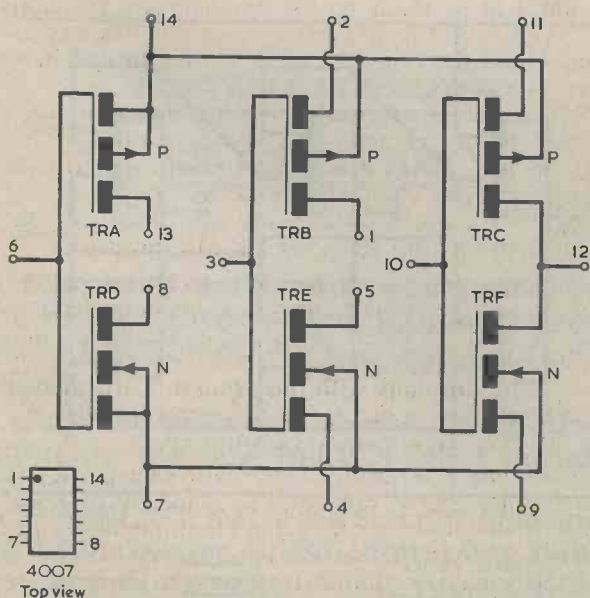 14 2 11
P P
TRA 13 TRB 1 TRC
6 3 10 12
TRD 8 TRE 5 TRF
N N N
7 4 9
1 14
7 8
4007
Top view